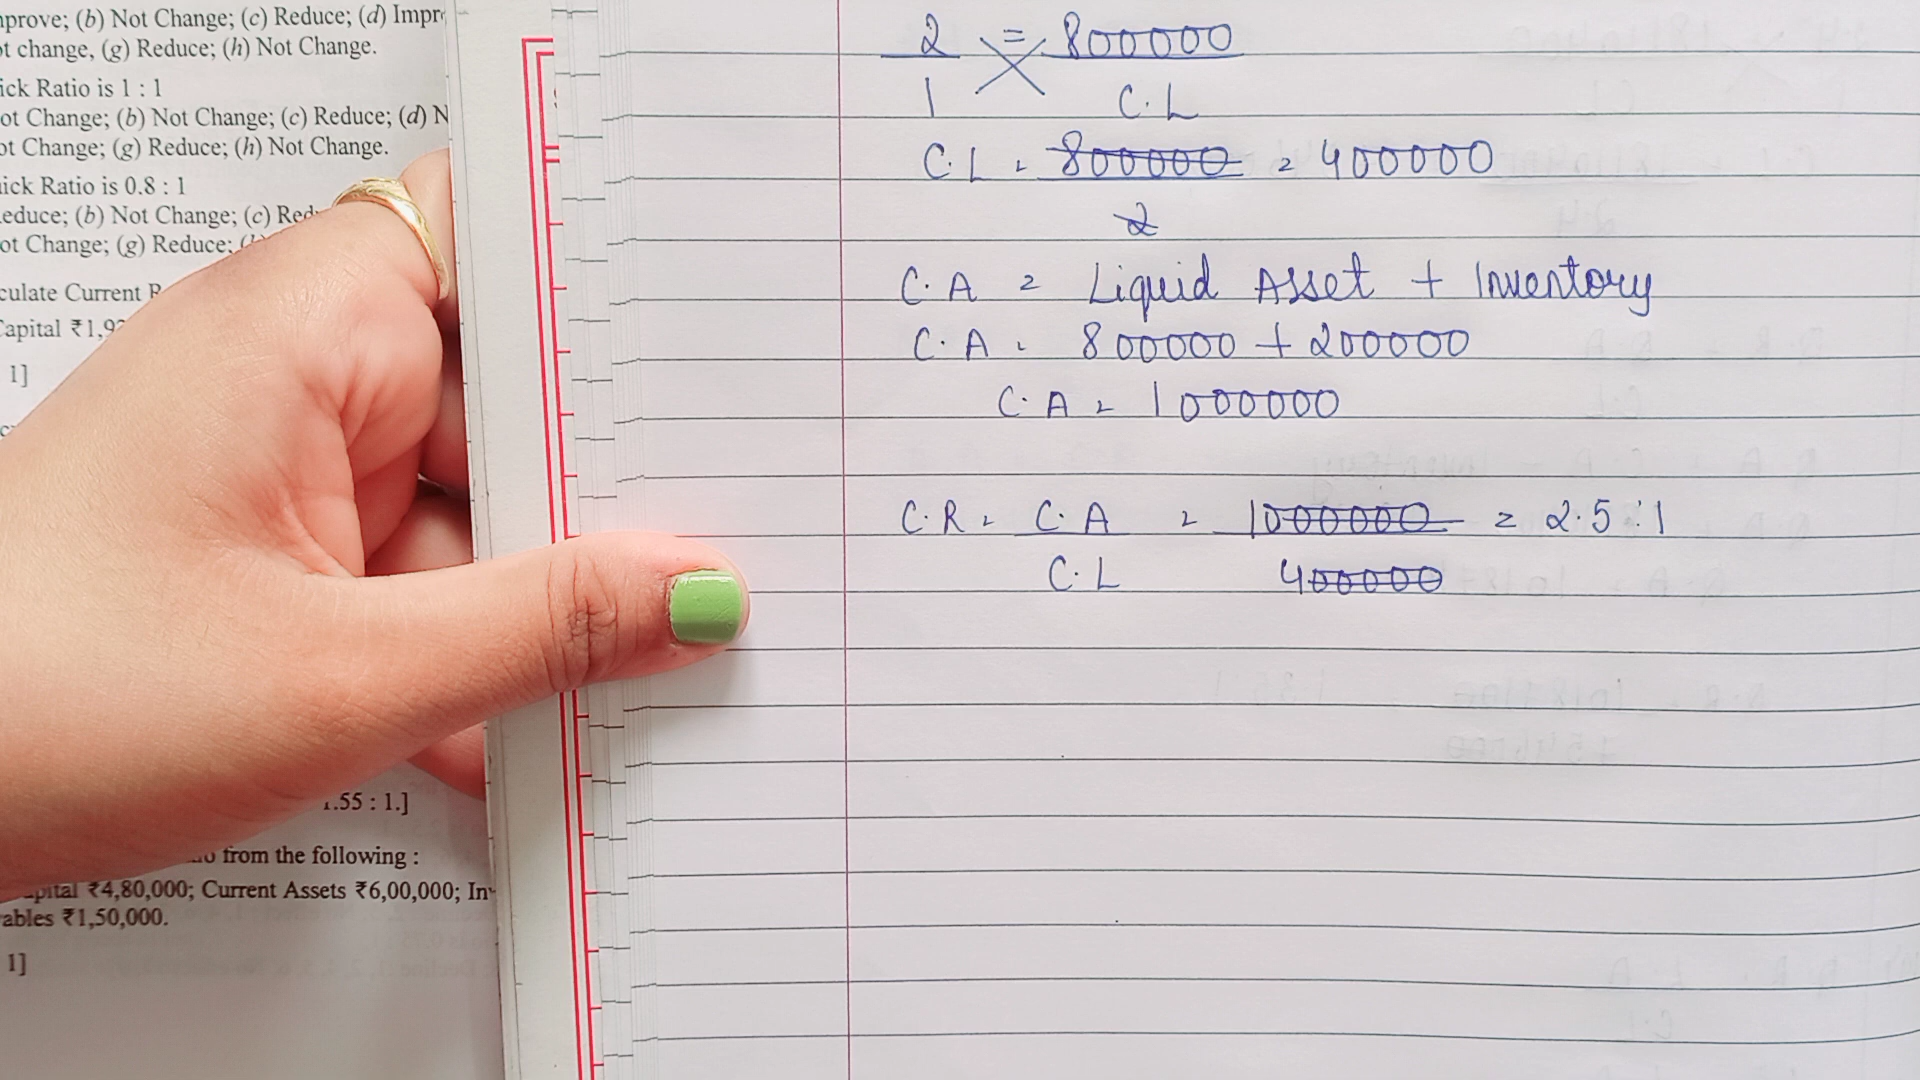 prove; (b) Not Change; (c) Reduce; (d) Impr
t change, (g) Reduce; (h) Not Change.
ick Ratio is 1 : 1
ot Change; (b) Not Change; (c) Reduce; (d) N
ot Change; (g) Reduce; (h) Not Change.
ick Ratio is 0.8 : 1
educe; (b) Not Change; (c) Red
ot Change; (g) Reduce;
culate Current R
Capital ₹1,9
1]
.55 : 1.]
from the following :
apital ₹4,80,000; Current Assets ₹6,00,000; In
ables ₹1,50,000.
1]
2 = 800000
1 C.L
C.L = 800000 = 400000
2
C.A = Liquid Asset + Inventory
C.A = 800000 + 200000
C.A = 1000000
C.R = C.A = 1000000 = 2.5 : 1
C.L 400000